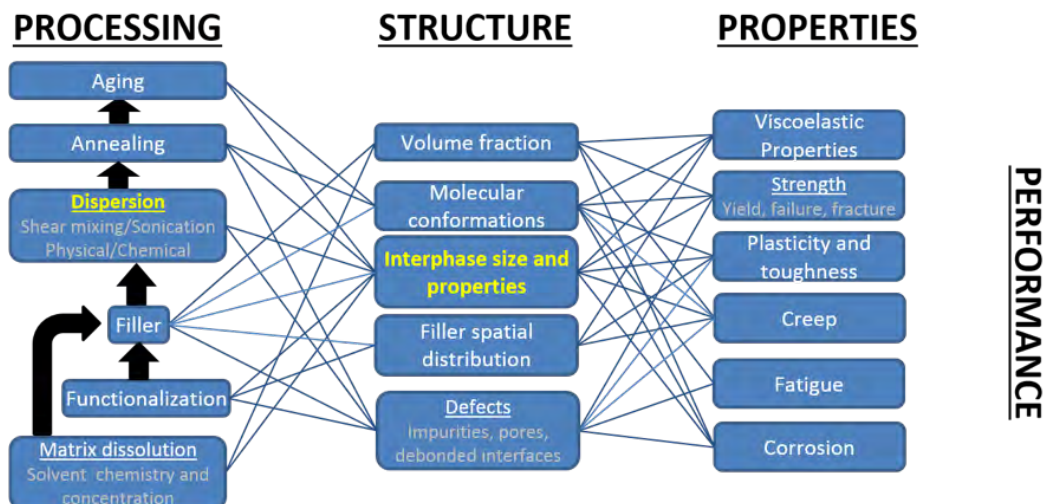 PROCESSING
Aging
Annealing
Dispersion
Shear mixing/Sonication
Physical/Chemical
Filler
Functionalization
Matrix dissolution
Solvent chemistry and
concentration
STRUCTURE
Volume fraction
Molecular
conformations
Interphase size and
properties
Filler spatial
distribution
Defects
Impurities, pores,
debonded interfaces
PROPERTIES
Viscoelastic
Properties
Strength
Yield, failure, fracture
Plasticity and
toughness
Creep
Fatigue
Corrosion
PERFORMANCE